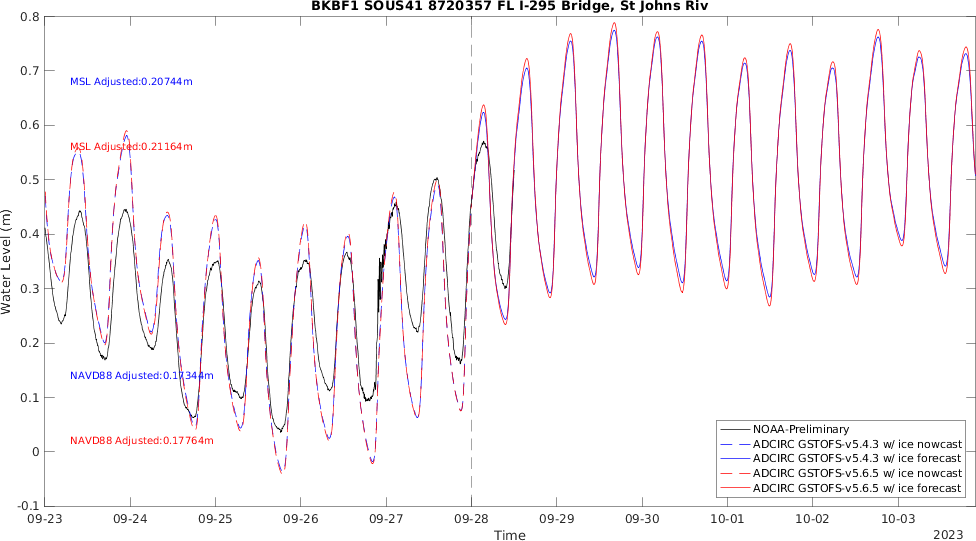 BKBF1 SOUS41 8720357 FL I-295 Bridge, St Johns Riv
0.8
0.7
0.6
0.5
0.4
0.3
0.2
0.1
0
-0.1
Water Level (m)
MSL Adjusted:0.20744m
MSL Adjusted:0.21164m
NAVD88 Adjusted:0.17344m
NAVD88 Adjusted:0.17764m
NOAA-Preliminary
ADCIRC GSTOFS-v5.4.3 w/ ice nowcast
ADCIRC GSTOFS-v5.4.3 w/ ice forecast
ADCIRC GSTOFS-v5.6.5 w/ ice nowcast
ADCIRC GSTOFS-v5.6.5 w/ ice forecast
09-23 09-24 09-25 09-26 09-27 09-28 09-29 09-30 10-01 10-02 10-03
Time
2023